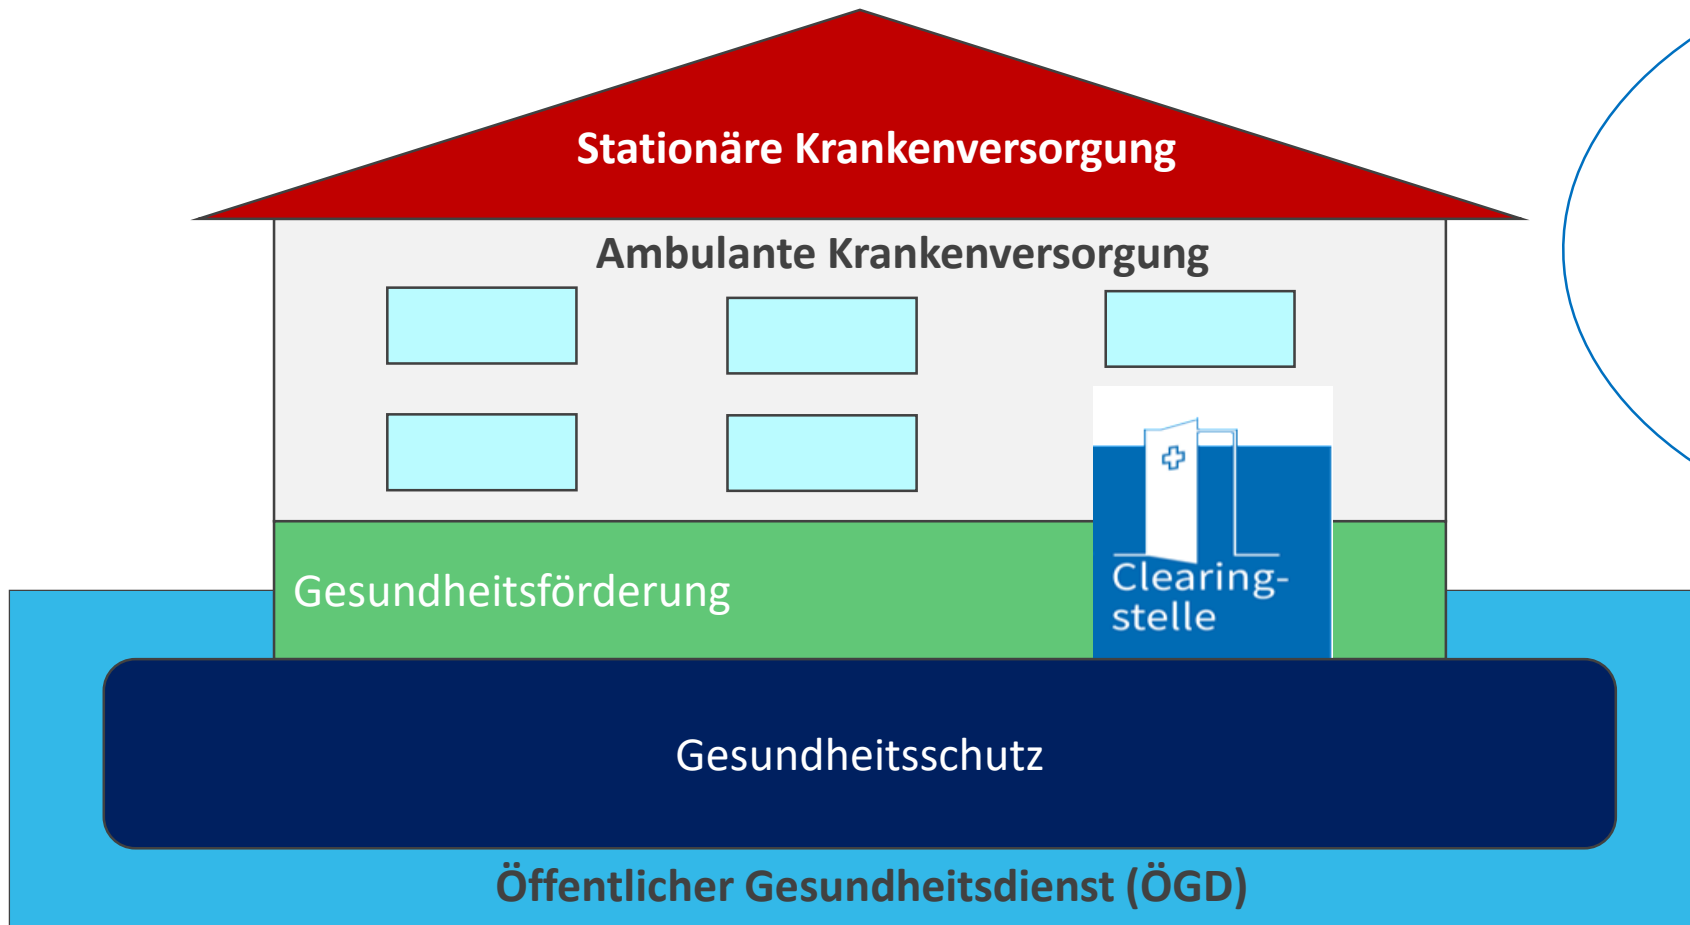 Stationäre Krankenversorgung
Ambulante Krankenversorgung
Gesundheitsförderung
Clearing-
stelle
Gesundheitsschutz
Öffentlicher Gesundheitsdienst (ÖGD)